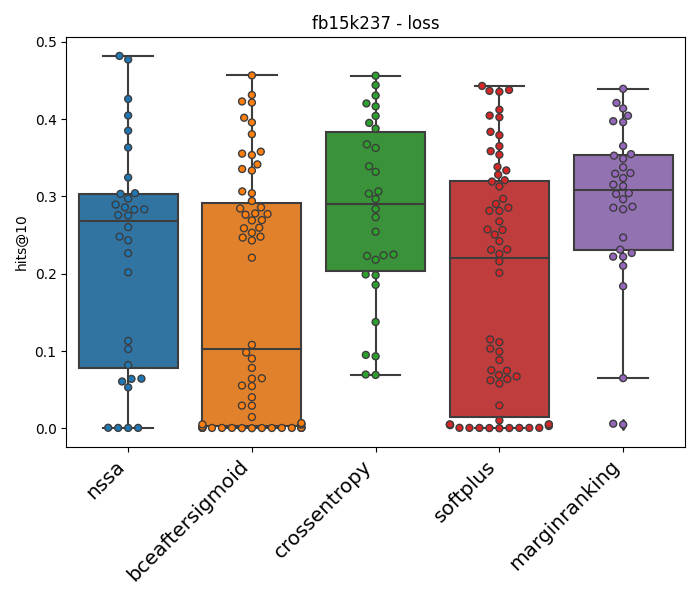 fb15k237 - loss
hits@10
0.5
0.4
0.3
0.2
0.1
0.0
nssa
bceaftersigmoid
crossentropy
softplus
marginranking